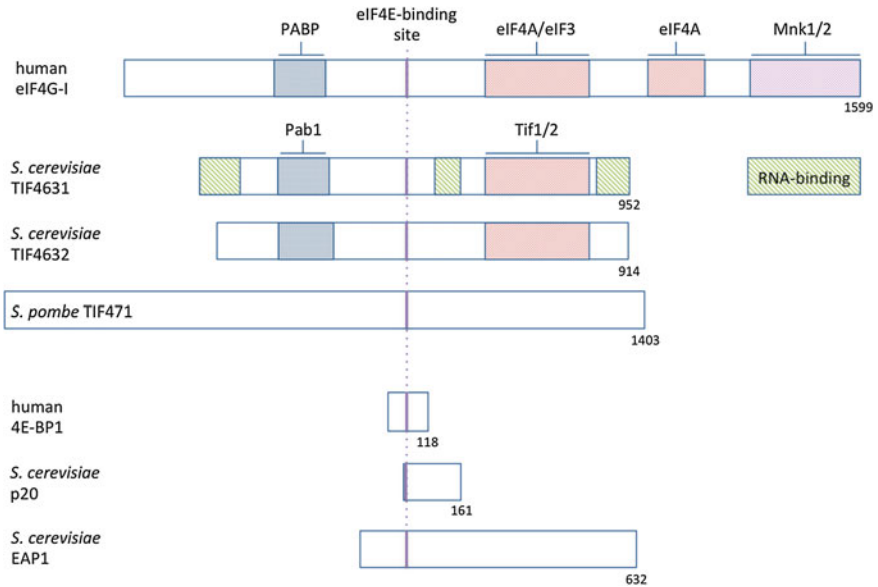 eIF4E-binding
site
PABP
eIF4A/eIF3
eIF4A
Mnk1/2
human
eIF4G-I
1599
Pab1
Tif1/2
S. cerevisiae
TIF4631
RNA-binding
952
S. cerevisiae
TIF4632
914
S. pombe TIF471
1403
human
4E-BP1
118
S. cerevisiae
p20
161
S. cerevisiae
EAP1
632